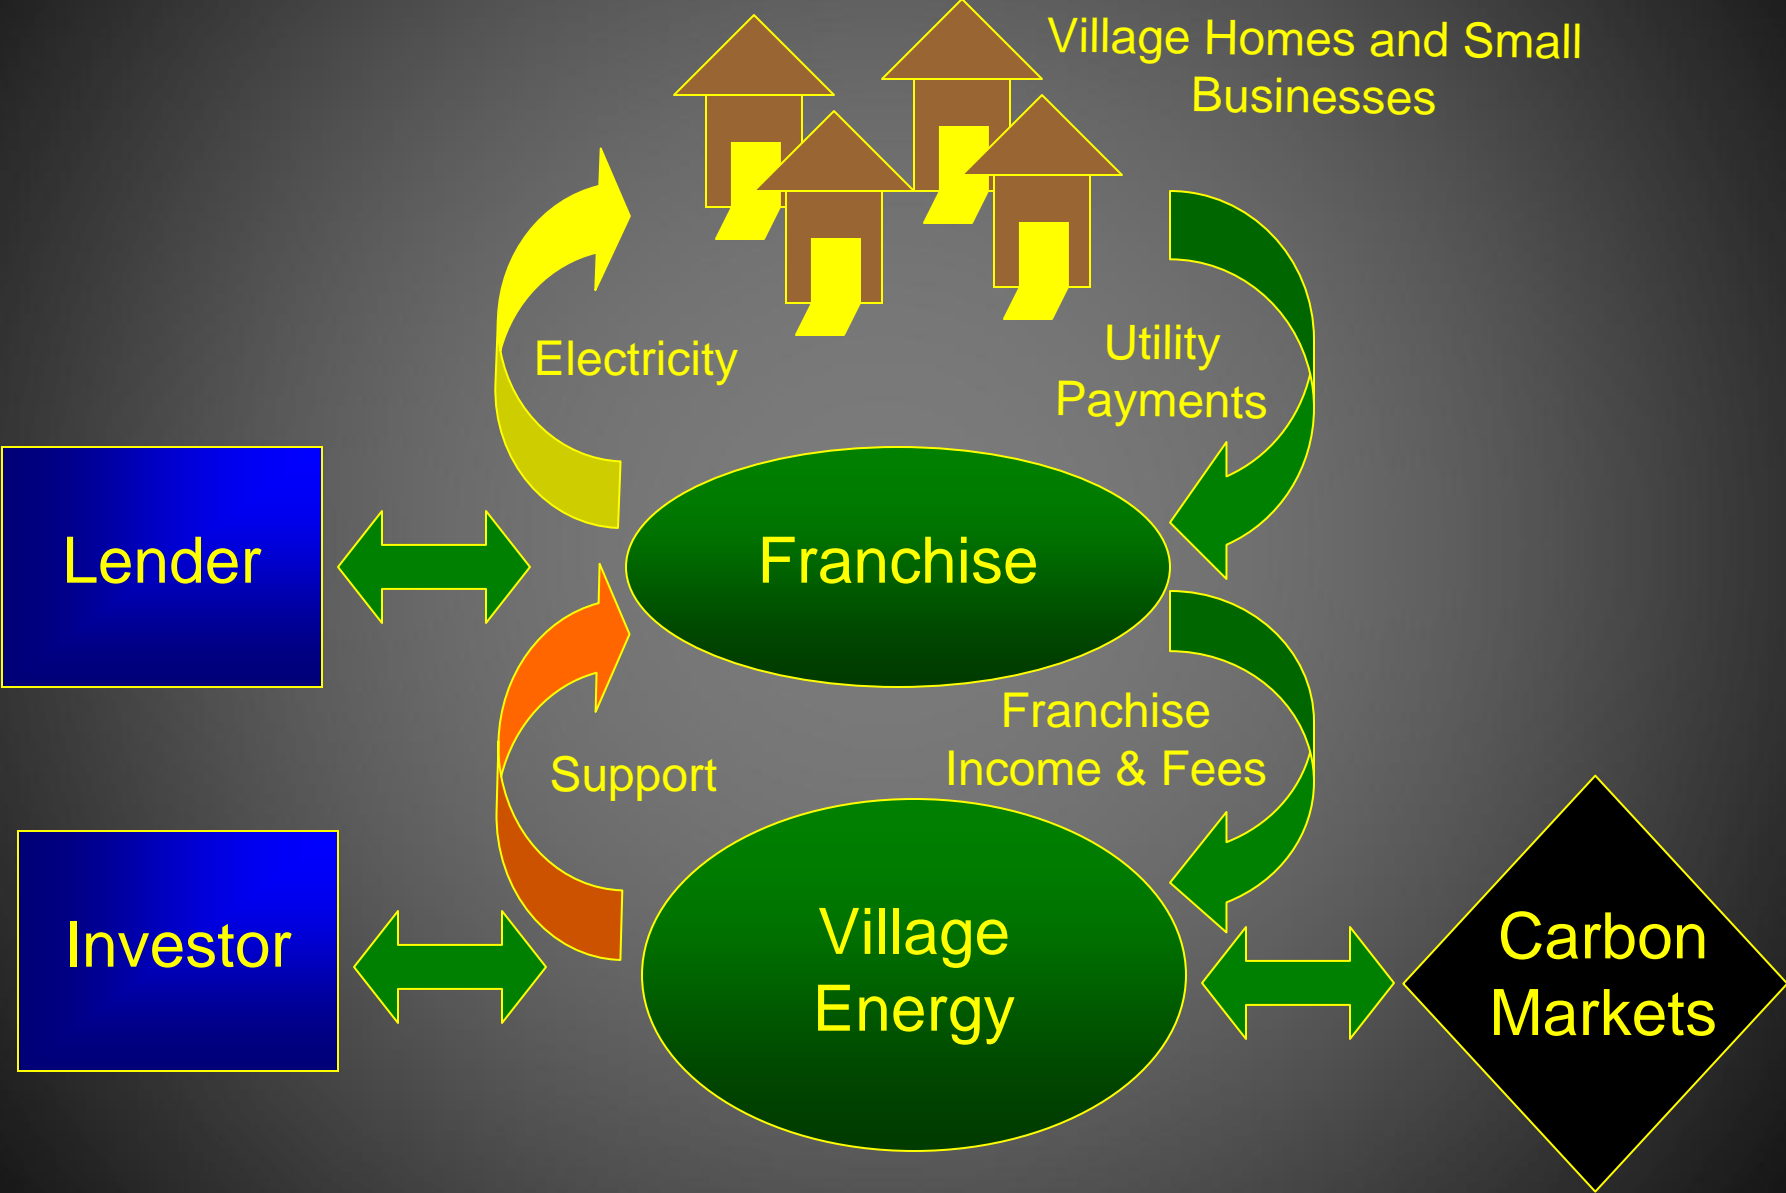 Village Homes and Small
Businesses
Electricity
Utility
Payments
Lender
Franchise
Support
Franchise
Income & Fees
Investor
Village
Energy
Carbon
Markets